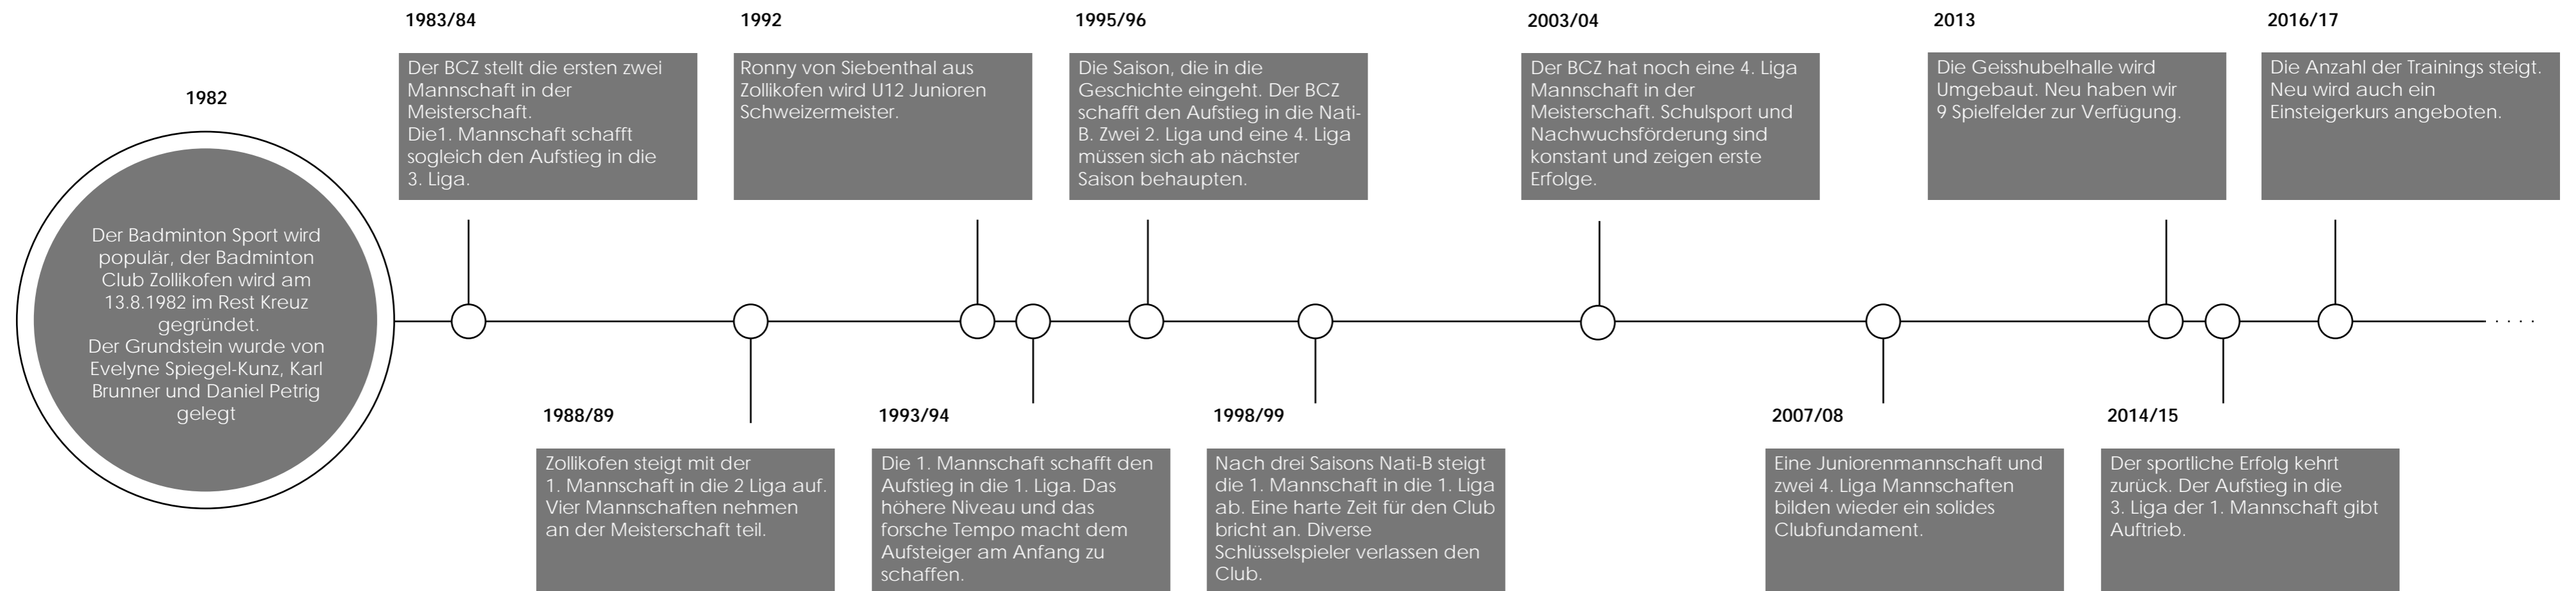 1982
Der Badminton Sport wird
populär, der Badminton
Club Zollikofen wird am
13.8.1982 im Rest Kreuz
gegründet.
Der Grundstein wurde von
Evelyne Spiegel-Kunz, Karl
Brunner und Daniel Petrig
gelegt
1983/84
Der BCZ stellt die ersten zwei
Mannschaft in der
Meisterschaft.
Die1. Mannschaft schafft
sogleich den Aufstieg in die
3. Liga.
1988/89
Zollikofen steigt mit der
1. Mannschaft in die 2 Liga auf.
Vier Mannschaften nehmen
an der Meisterschaft teil.
1992
Ronny von Siebenthal aus
Zollikofen wird U12 Junioren
Schweizermeister.
1993/94
Die 1. Mannschaft schafft den
Aufstieg in die 1. Liga. Das
höhere Niveau und das
forsche Tempo macht dem
Aufsteiger am Anfang zu
schaffen.
1995/96
Die Saison, die in die
Geschichte eingeht. Der BCZ
schafft den Aufstieg in die Nati-
B. Zwei 2. Liga und eine 4. Liga
müssen sich ab nächster
Saison behaupten.
1998/99
Nach drei Saisons Nati-B steigt
die 1. Mannschaft in die 1. Liga
ab. Eine harte Zeit für den Club
bricht an. Diverse
Schlüsselspieler verlassen den
Club.
2003/04
Der BCZ hat noch eine 4. Liga
Mannschaft in der
Meisterschaft. Schulsport und
Nachwuchsförderung sind
konstant und zeigen erste
Erfolge.
2007/08
Eine Juniorenmannschaft und
zwei 4. Liga Mannschaften
bilden wieder ein solides
Clubfundament.
2013
Die Geisshubelhalle wird
Umgebaut. Neu haben wir
9 Spielfelder zur Verfügung.
2014/15
Der sportliche Erfolg kehrt
zurück. Der Aufstieg in die
3. Liga der 1. Mannschaft gibt
Auftrieb.
2016/17
Die Anzahl der Trainings steigt.
Neu wird auch ein
Einsteigerkurs angeboten.